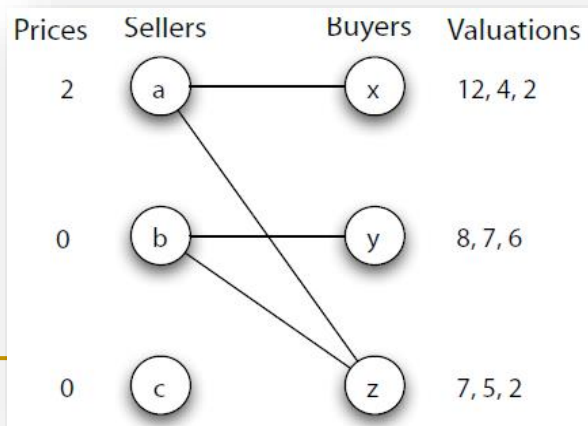 Prices Sellers Buyers Valuations
2 a x 12, 4, 2
0 b y 8, 7, 6
0 c z 7, 5, 2